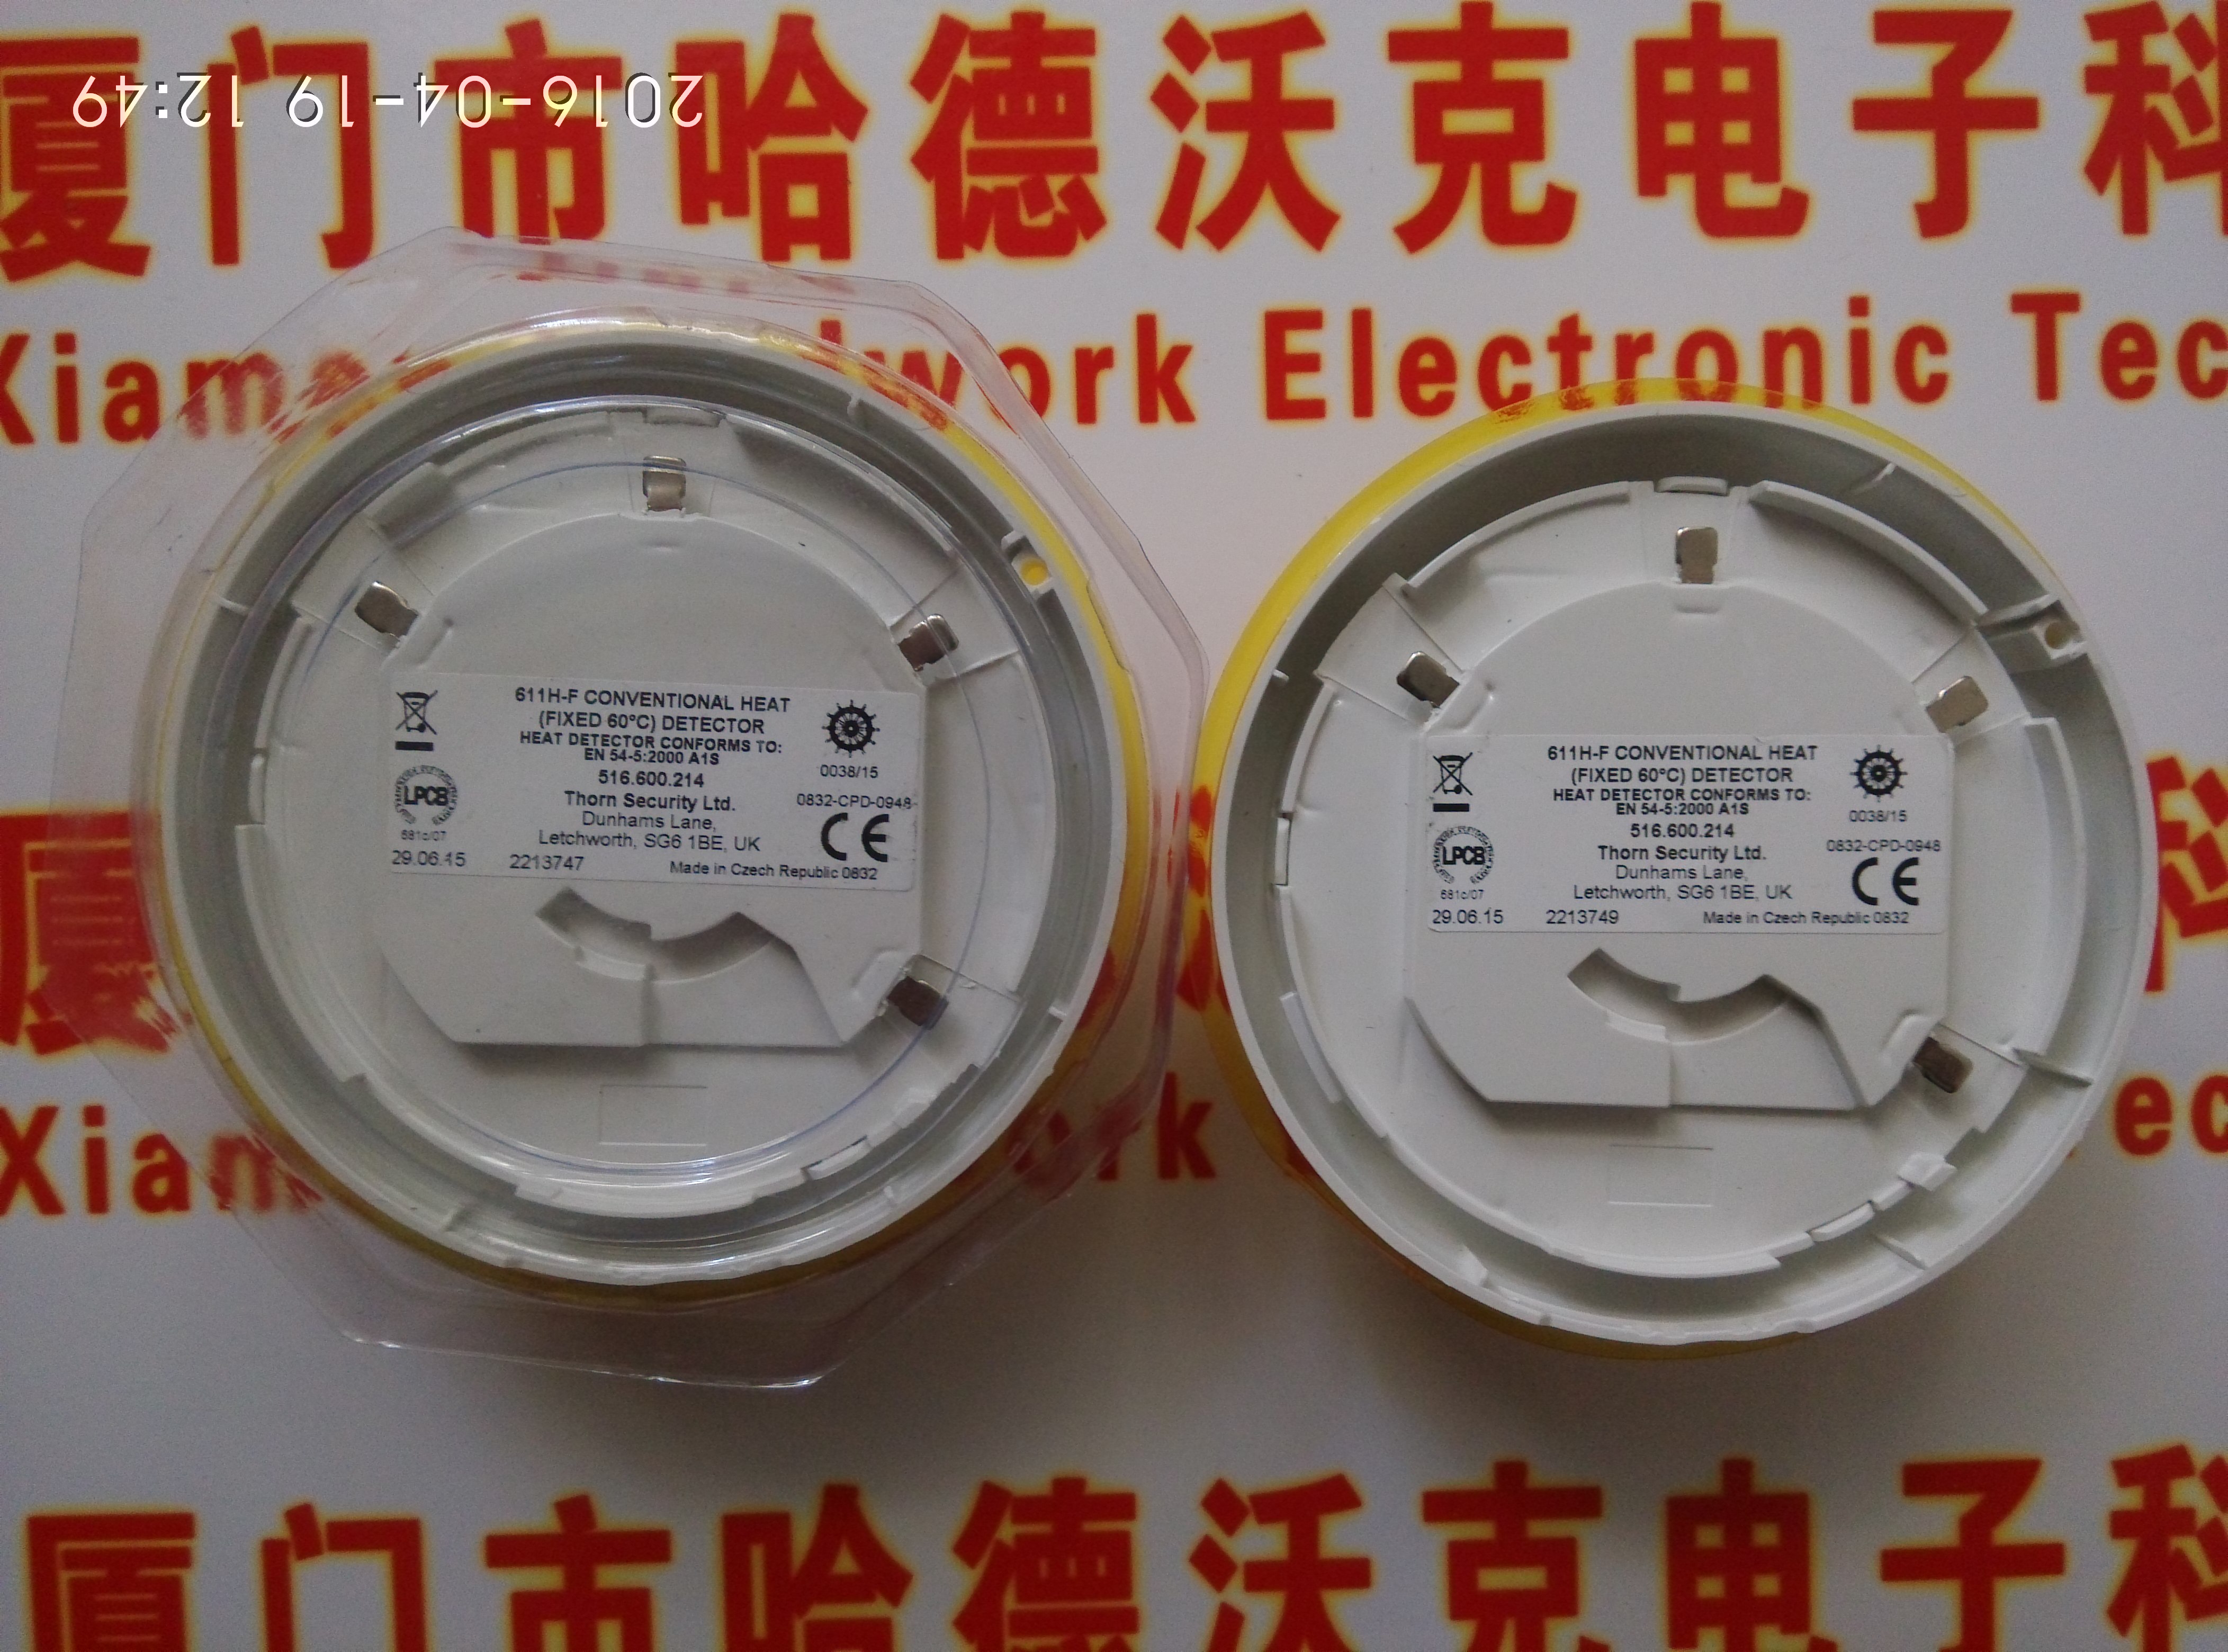 厦门市哈德沃克电子科
2016-04-19 12:49
work Electronic Tec
611H-F CONVENTIONAL HEAT
(FIXED 60°C) DETECTOR
HEAT DETECTOR CONFORMS TO:
EN 54-5:2000 A1S
516.600.214
Thorn Security Ltd.
Dunhams Lane,
Letchworth, SG6 1BE, UK
0038/15
0832-CPD-0948
CE
LPCB
681c/07
29.06.15 2213747 Made in Czech Republic 0832
611H-F CONVENTIONAL HEAT
(FIXED 60°C) DETECTOR
HEAT DETECTOR CONFORMS TO:
EN 54-5:2000 A1S
516.600.214
Thorn Security Ltd.
Dunhams Lane,
Letchworth, SG6 1BE, UK
0038/15
0832-CPD-0948
CE
LPCB
681c/07
29.06.15 2213749 Made in Czech Republic 0832
厦门市哈德沃克电子科